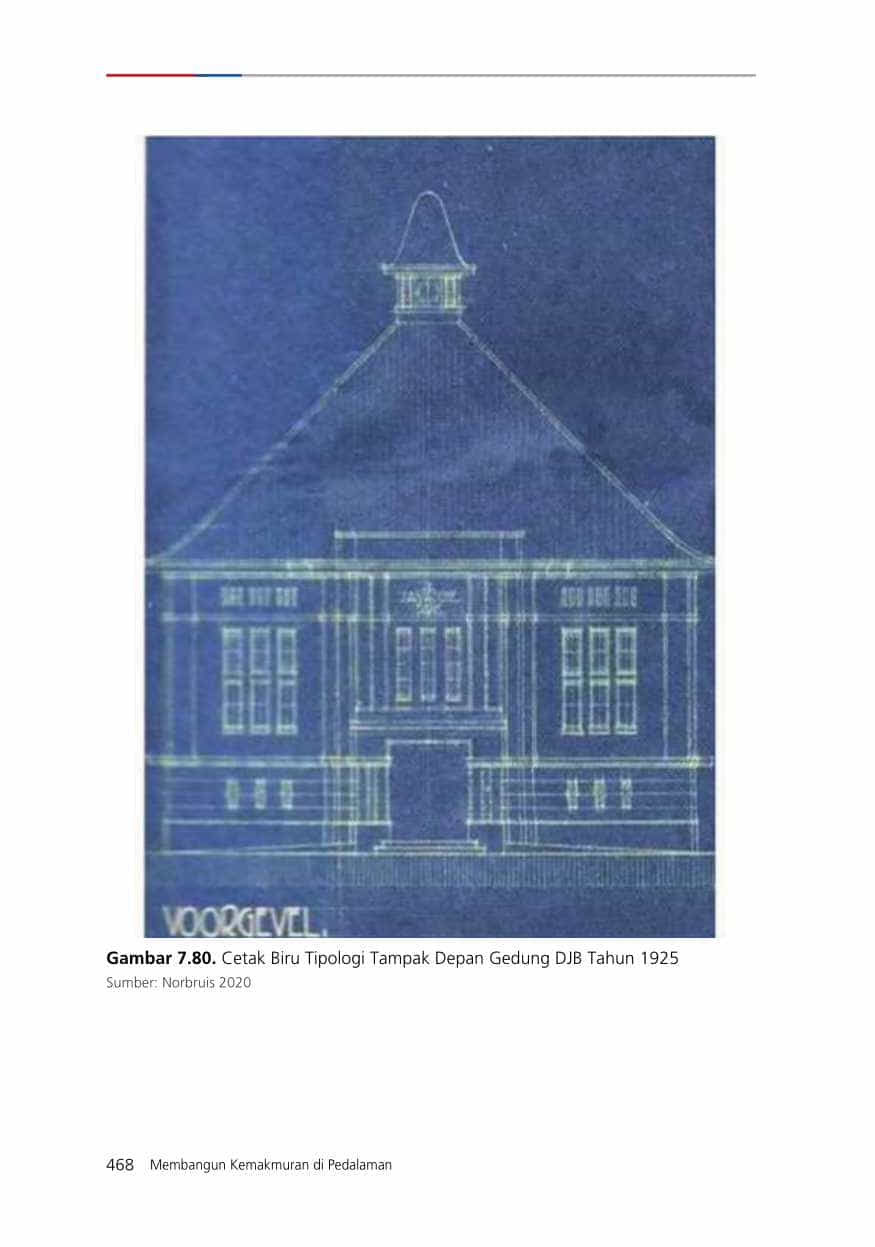 VOORGEVEL.
Gambar 7.80. Cetak Biru Tipologi Tampak Depan Gedung DJB Tahun 1925
Sumber: Norbruis 2020
468 Membangun Kemakmuran di Pedalaman